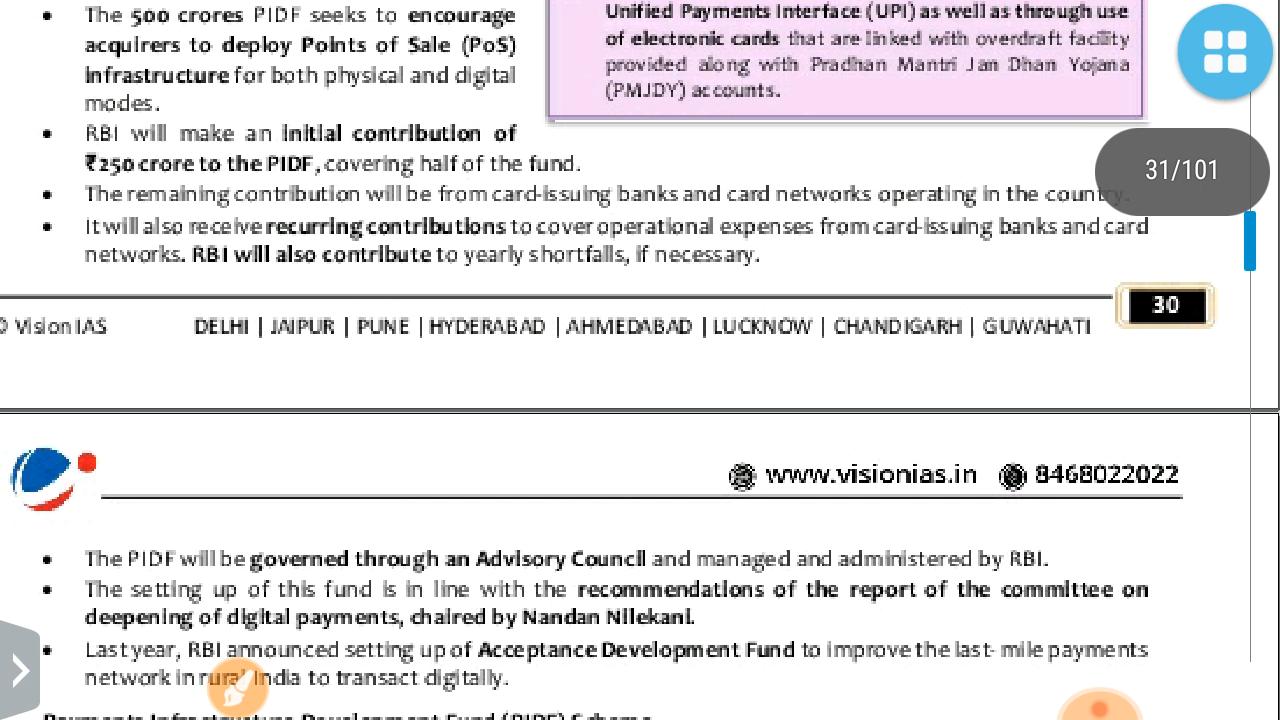 • The 500 crores PIDF seeks to encourage
acquirers to deploy Points of Sale (PoS)
infrastructure for both physical and digital
modes.
• RBI will make an initial contribution of
₹250 crore to the PIDF, covering half of the fund.
• The remaining contribution will be from card-issuing banks and card networks operating in the country.
• It will also receive recurring contributions to cover operational expenses from card-issuing banks and card
networks. RBI will also contribute to yearly shortfalls, if necessary.
Unified Payments Interface (UPI) as well as through use
of electronic cards that are linked with overdraft facility
provided along with Pradhan Mantri Jan Dhan Yojana
(PMJDY) accounts.
31/101
30
© Vision IAS
DELHI | JAIPUR | PUNE | HYDERABAD | AHMEDABAD | LUCKNOW | CHANDIGARH | GUWAHATI
www.visionias.in 8468022022
• The PIDF will be governed through an Advisory Council and managed and administered by RBI.
• The setting up of this fund is in line with the recommendations of the report of the committee on
deepening of digital payments, chaired by Nandan Nilekani.
• Last year, RBI announced setting up of Acceptance Development Fund to improve the last- mile payments
network in rural India to transact digitally.
Payments Infrastructure Development Fund (PIDF) Scheme